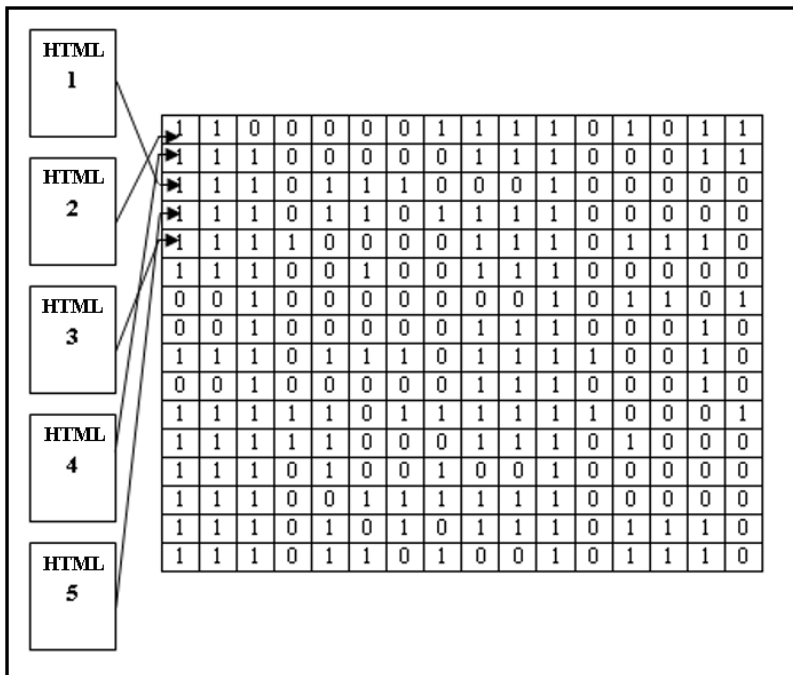 HTML
1
HTML
2
HTML
3
HTML
4
HTML
5
1 1 0 0 0 0 0 1 1 1 1 0 1 0 1 1
1 1 1 0 0 0 0 0 1 1 1 0 0 0 1 1
1 1 1 0 1 1 1 0 0 0 1 0 0 0 0 0
1 1 1 0 1 1 0 1 1 1 1 0 0 0 0 0
1 1 1 1 0 0 0 0 1 1 1 0 1 1 1 0
1 1 1 0 0 1 0 0 1 1 1 0 0 0 0 0
0 0 1 0 0 0 0 0 0 0 1 0 1 1 0 1
0 0 1 0 0 0 0 0 1 1 1 0 0 0 1 0
1 1 1 0 1 1 1 0 1 1 1 1 0 0 1 0
0 0 1 0 0 0 0 0 1 1 1 0 0 0 1 0
1 1 1 1 1 0 1 1 1 1 1 1 0 0 0 1
1 1 1 1 1 0 0 0 1 1 1 0 1 0 0 0
1 1 1 0 1 0 0 1 0 0 1 0 0 0 0 0
1 1 1 0 0 1 1 1 1 1 1 0 0 0 0 0
1 1 1 0 1 0 1 0 1 1 1 0 1 1 1 0
1 1 1 0 1 1 0 1 0 0 1 0 1 1 1 0